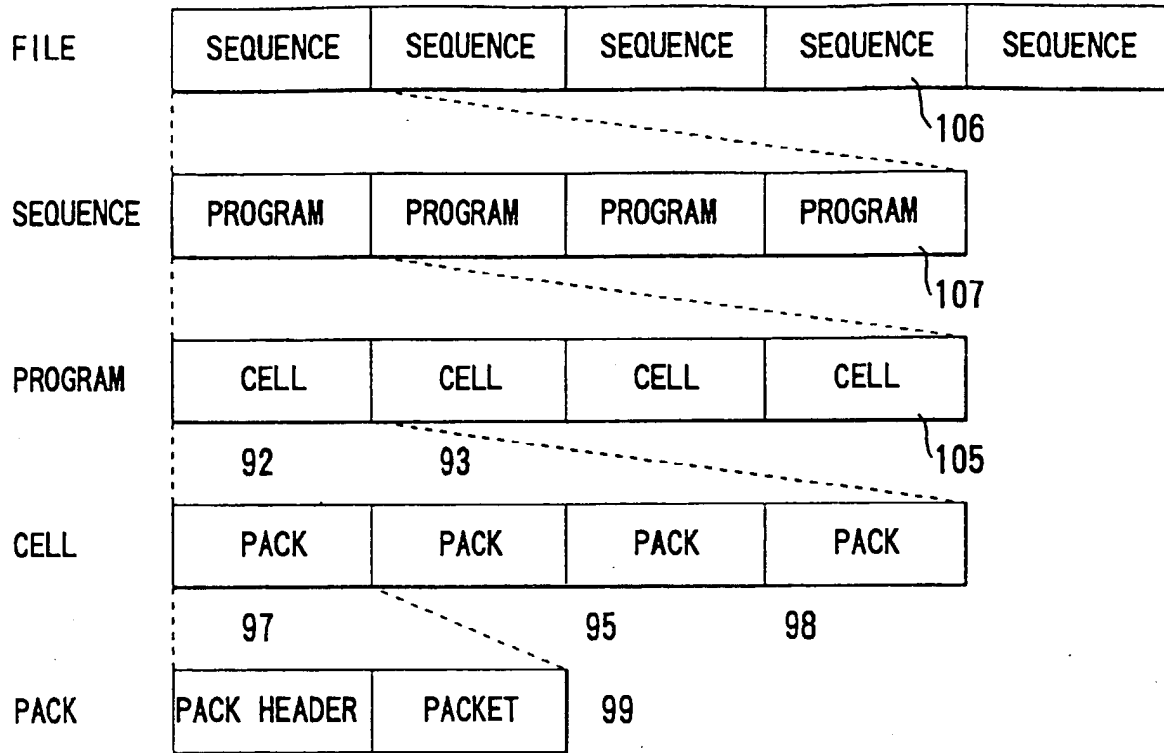 FILE SEQUENCE SEQUENCE SEQUENCE SEQUENCE SEQUENCE
106
SEQUENCE PROGRAM PROGRAM PROGRAM PROGRAM
107
PROGRAM CELL CELL CELL CELL
92 93 105
CELL PACK PACK PACK PACK
97 95 98
PACK PACK HEADER PACKET 99